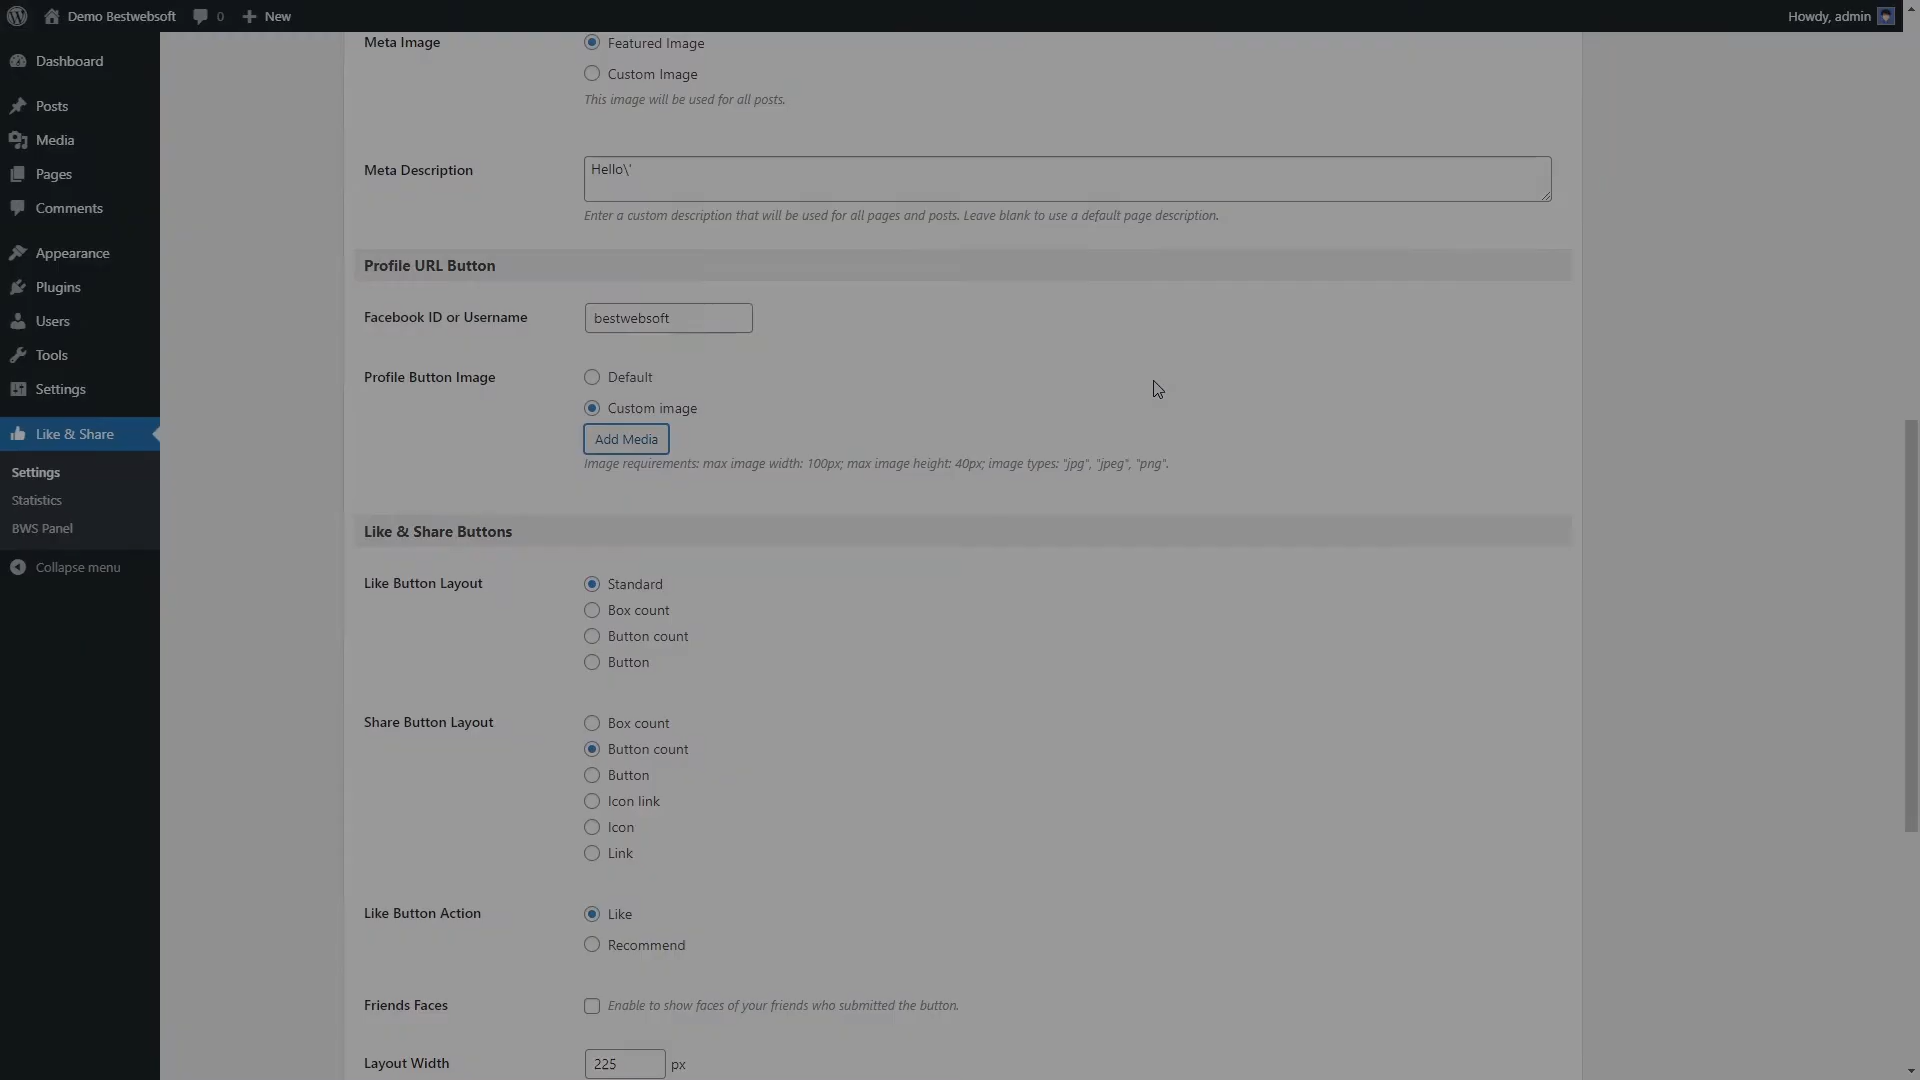 Demo Bestwebsoft 0 New Howdy, admin
Dashboard
Posts
Media
Pages
Comments
Appearance
Plugins
Users
Tools
Settings
Like & Share
Settings
Statistics
BWS Panel
Collapse menu
Meta Image
Featured Image
Custom Image
This image will be used for all posts.
Meta Description
Hello\'
Enter a custom description that will be used for all pages and posts. Leave blank to use a default page description.
Profile URL Button
Facebook ID or Username
bestwebsoft
Profile Button Image
Default
Custom image
Add Media
Image requirements: max image width: 100px; max image height: 40px; image types: "jpg", "jpeg", "png".
Like & Share Buttons
Like Button Layout
Standard
Box count
Button count
Button
Share Button Layout
Box count
Button count
Button
Icon link
Icon
Link
Like Button Action
Like
Recommend
Friends Faces
Enable to show faces of your friends who submitted the button.
Layout Width
225 px